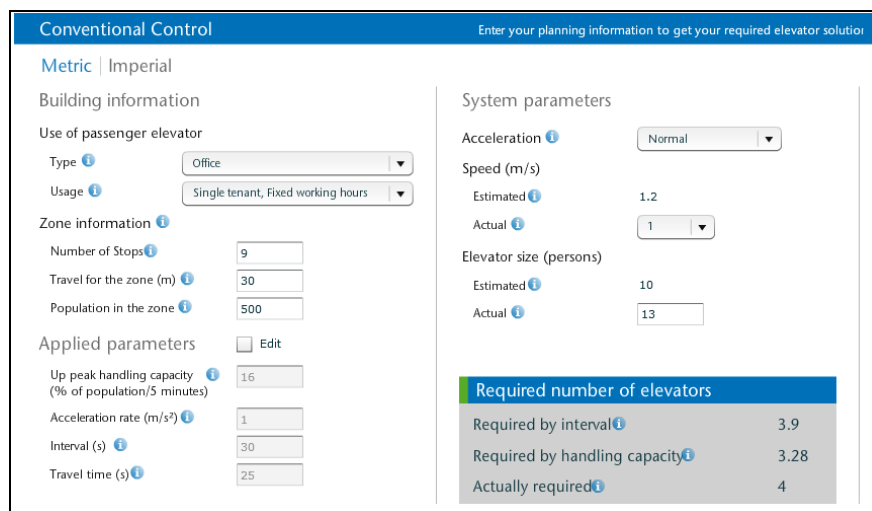 Conventional Control
Enter your planning information to get your required elevator solution
Metric | Imperial
Building information
Use of passenger elevator
Type
Office
Usage
Single tenant, Fixed working hours
Zone information
Number of Stops
9
Travel for the zone (m)
30
Population in the zone
500
Applied parameters
Edit
Up peak handling capacity
(% of population/5 minutes)
16
Acceleration rate (m/s²)
1
Interval (s)
30
Travel time (s)
25
System parameters
Acceleration
Normal
Speed (m/s)
Estimated
1.2
Actual
1
Elevator size (persons)
Estimated
10
Actual
13
Required number of elevators
Required by interval
3.9
Required by handling capacity
3.28
Actually required
4